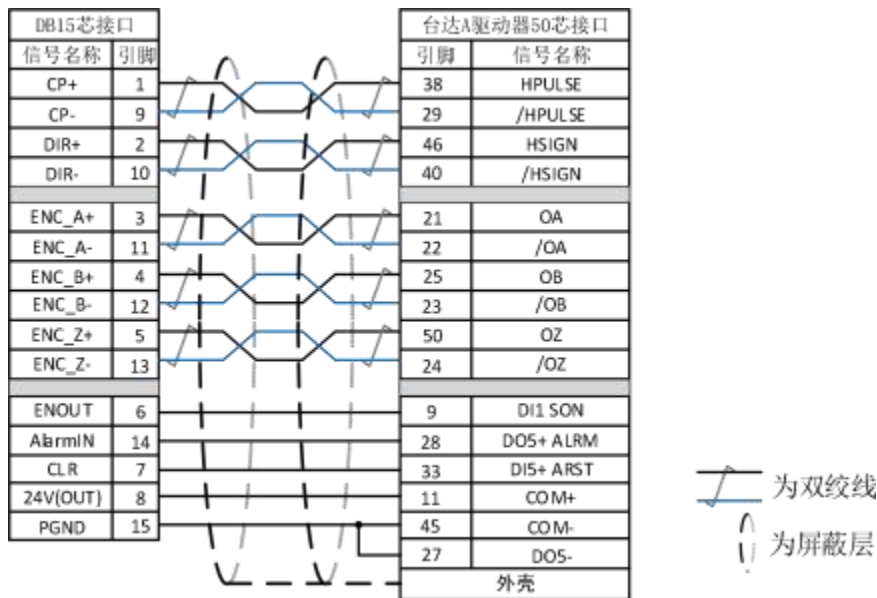 DB15芯接口 台达A驱动器50芯接口
信号名称 引脚 引脚 信号名称
CP+ 1 38 HPULSE
CP- 9 29 /HPULSE
DIR+ 2 46 HSIGN
DIR- 10 40 /HSIGN
ENC_A+ 3 21 OA
ENC_A- 11 22 /OA
ENC_B+ 4 25 OB
ENC_B- 12 23 /OB
ENC_Z+ 5 50 OZ
ENC_Z- 13 24 /OZ
ENOUT 6 9 DI1 SON
AlarmIN 14 28 DO5+ ALRM
CLR 7 33 DI5+ ARST
24V(OUT) 8 11 COM+
PGND 15 45 COM-
27 DO5-
外壳
为双绞线
为屏蔽层